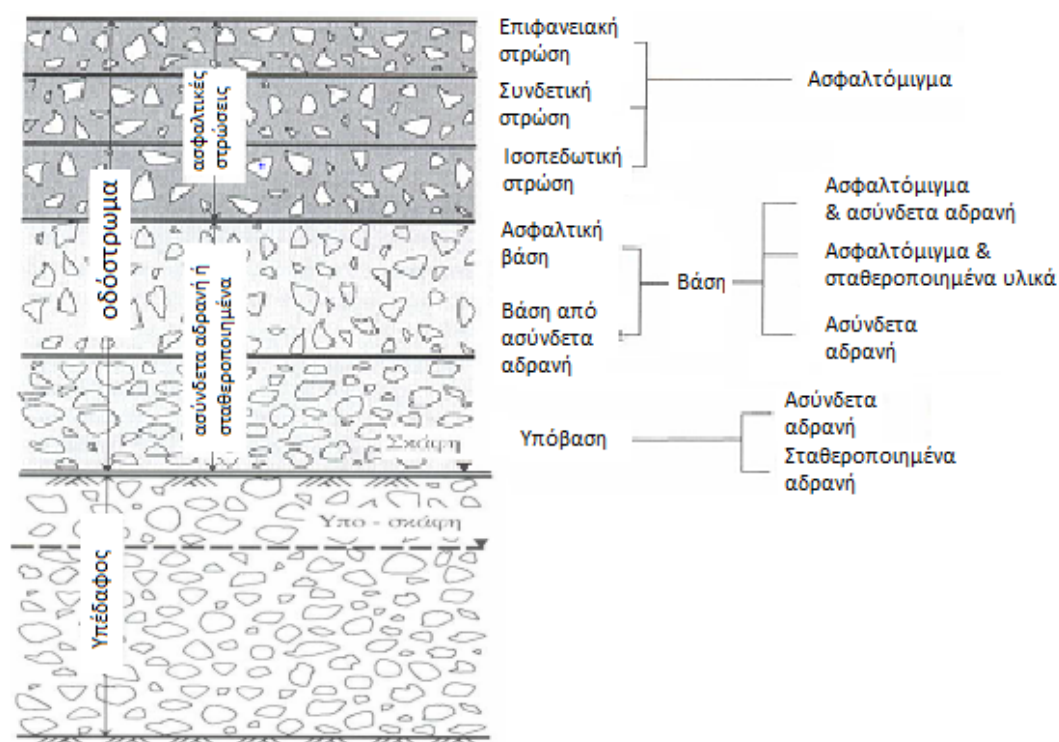 Επιφανειακή
στρώση
Συνδετική
στρώση
Ισοπεδωτική
στρώση
Ασφαλτόμιγμα
ασφαλτικές
στρώσεις
οδόστρωμα
ασύνδετα αδρανή ή
σταθεροποιημένα
Ασφαλτική
βάση
Βάση από
ασύνδετα
αδρανή
Βάση
Ασφαλτόμιγμα
& ασύνδετα αδρανή
Ασφαλτόμιγμα &
σταθεροποιημένα υλικά
Ασύνδετα
αδρανή
Υπόβαση
Ασύνδετα
αδρανή
Σταθεροποιημένα
αδρανή
Σκάφη
Υπο - σκάφη
Υπέδαφος